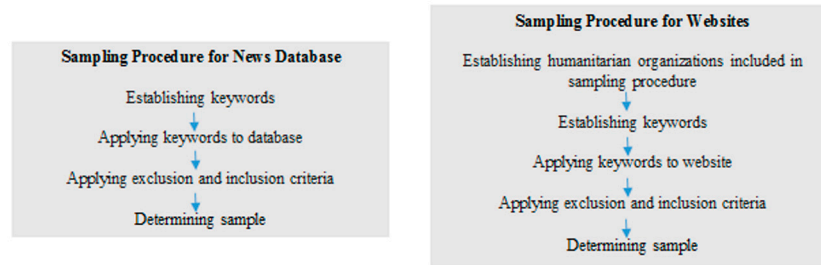 Sampling Procedure for News Database
Establishing keywords
Applying keywords to database
Applying exclusion and inclusion criteria
Determining sample
Sampling Procedure for Websites
Establishing humanitarian organizations included in
sampling procedure
Establishing keywords
Applying keywords to website
Applying exclusion and inclusion criteria
Determining sample